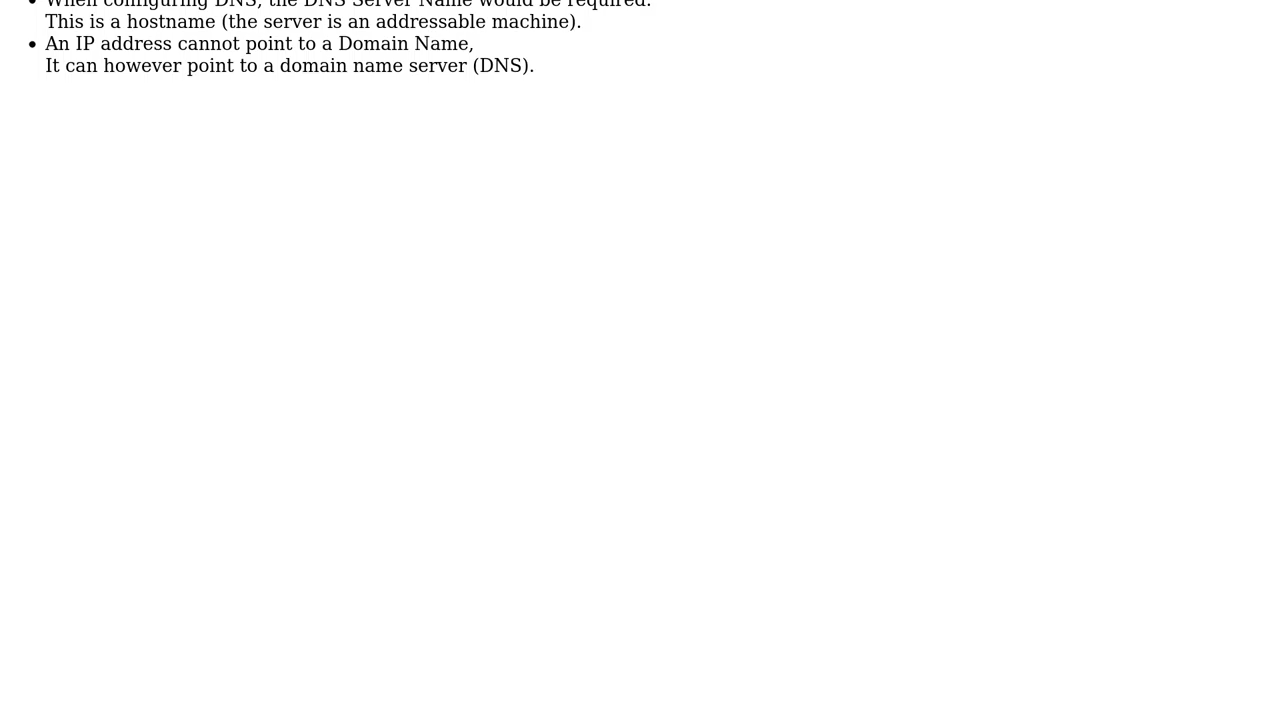 When configuring DNS, the DNS Server Name would be required.
This is a hostname (the server is an addressable machine).
An IP address cannot point to a Domain Name,
It can however point to a domain name server (DNS).